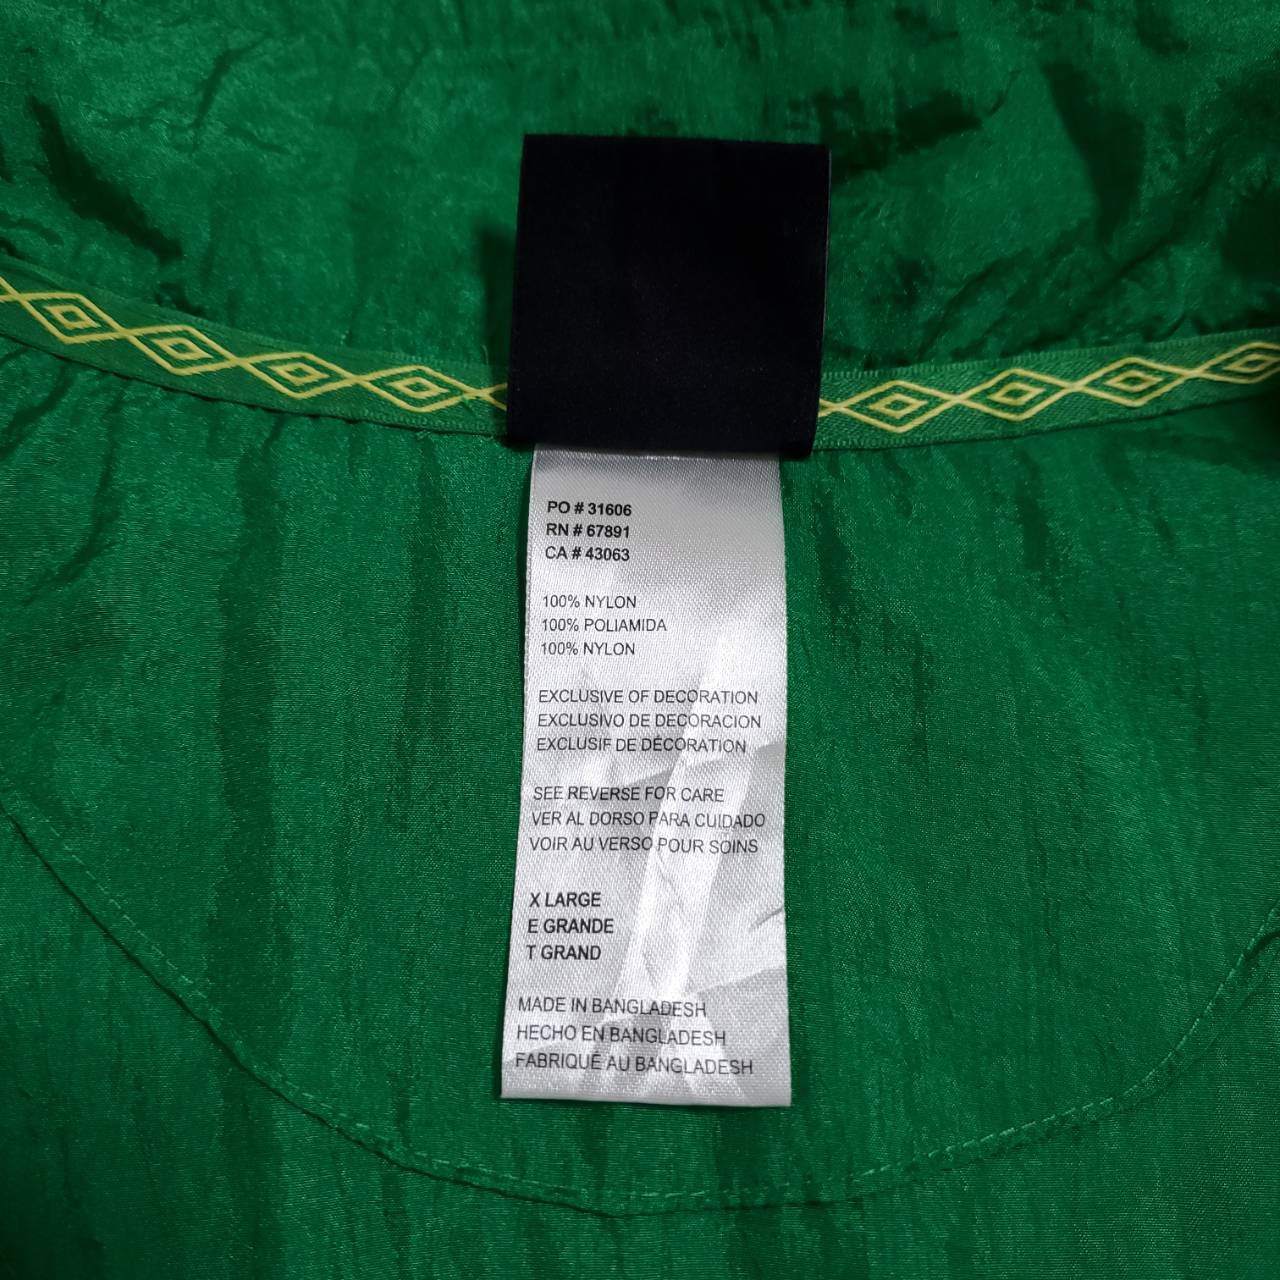 PO # 31606
RN # 67891
CA # 43063
100% NYLON
100% POLIAMIDA
100% NYLON
EXCLUSIVE OF DECORATION
EXCLUSIVO DE DECORACION
EXCLUSIF DE DÉCORATION
SEE REVERSE FOR CARE
VER AL DORSO PARA CUIDADO
VOIR AU VERSO POUR SOINS
X LARGE
E GRANDE
T GRAND
MADE IN BANGLADESH
HECHO EN BANGLADESH
FABRIQUÉ AU BANGLADESH